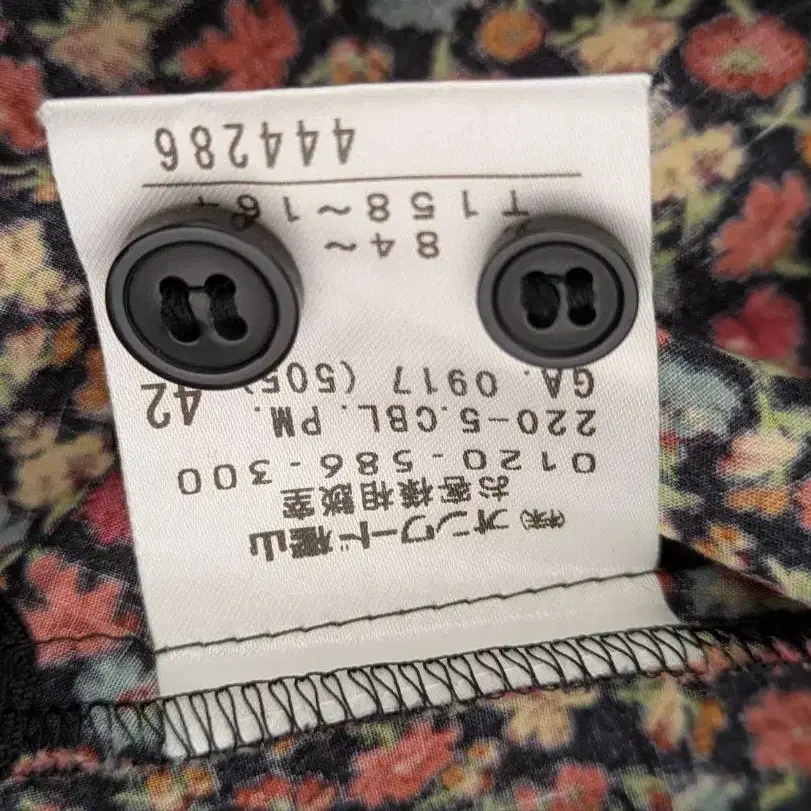 ㈱オンワード樫山
お客様相談室
0120-586-300
220-5.CBL.PM.
GA. 0917 (505) 42
84~
T158~16
444286